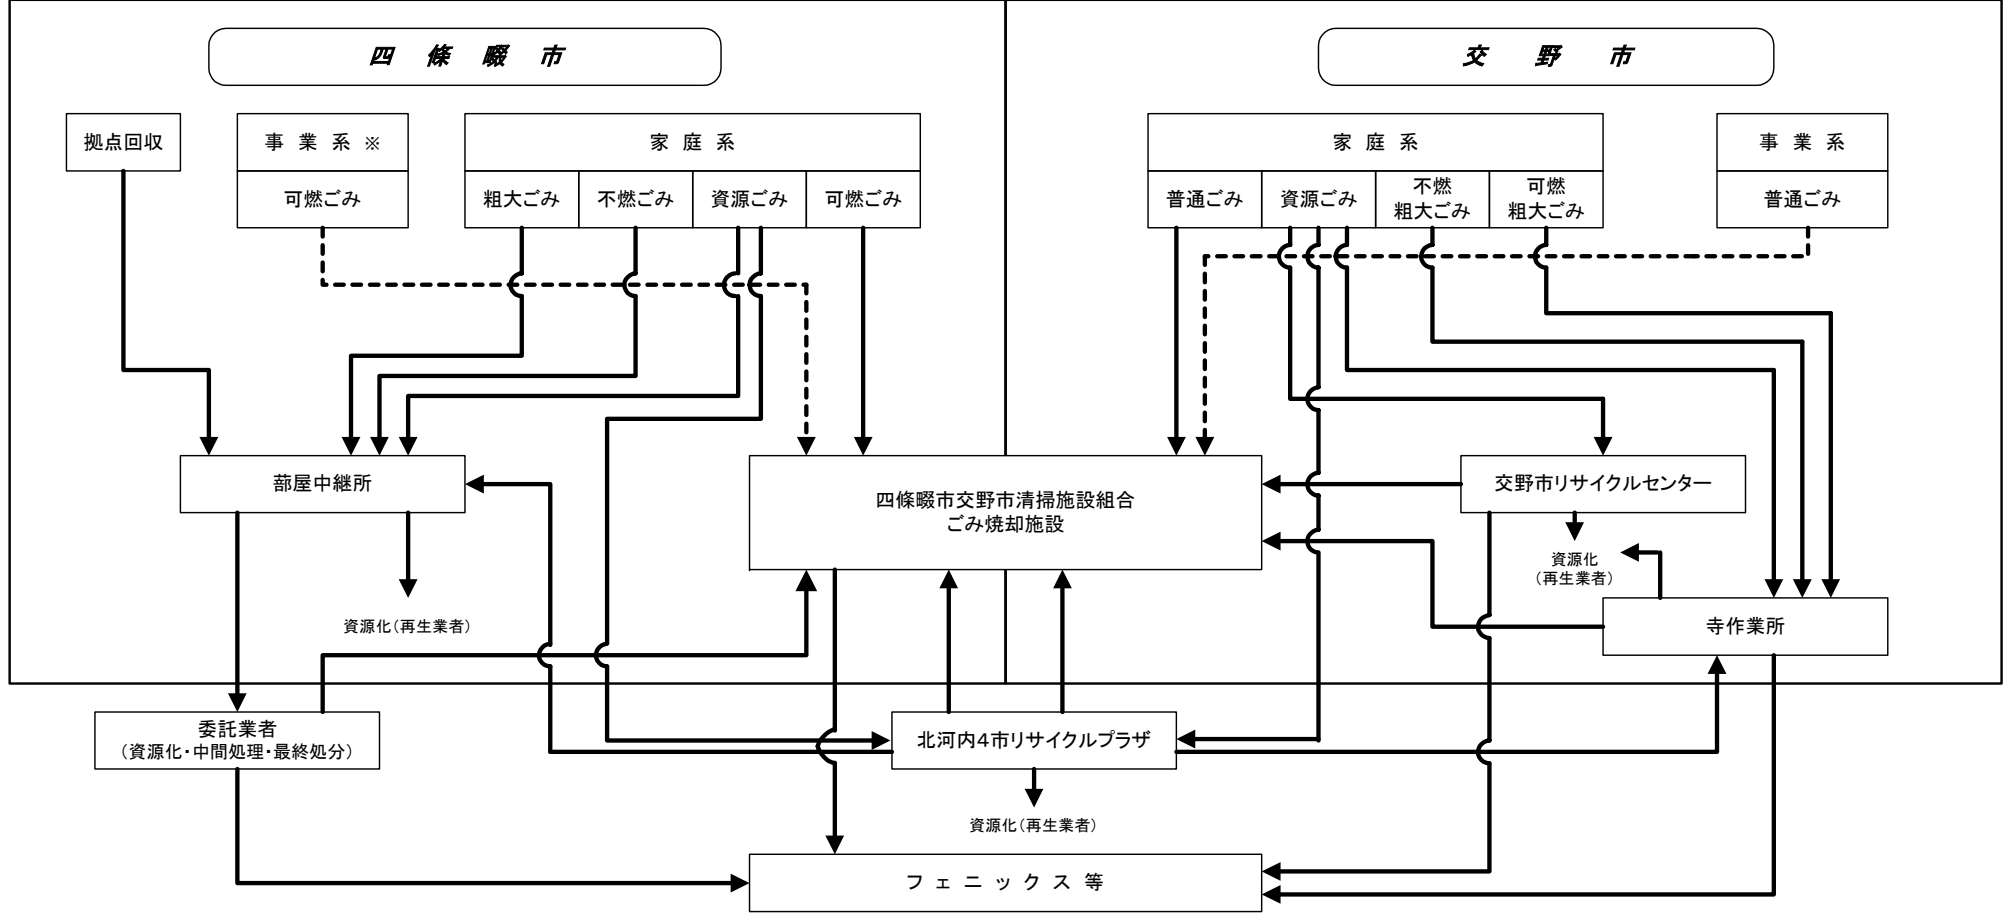 四 條 畷 市
交 野 市
拠点回収
事 業 系 ※
可燃ごみ
家 庭 系
粗大ごみ
不燃ごみ
資源ごみ
可燃ごみ
家 庭 系
普通ごみ
資源ごみ
不燃
粗大ごみ
可燃
粗大ごみ
事 業 系
普通ごみ
蔀屋中継所
四條畷市交野市清掃施設組合
ごみ焼却施設
交野市リサイクルセンター
資源化
(再生業者)
資源化(再生業者)
寺作業所
委託業者
(資源化・中間処理・最終処分)
北河内4市リサイクルプラザ
資源化(再生業者)
フェニックス等